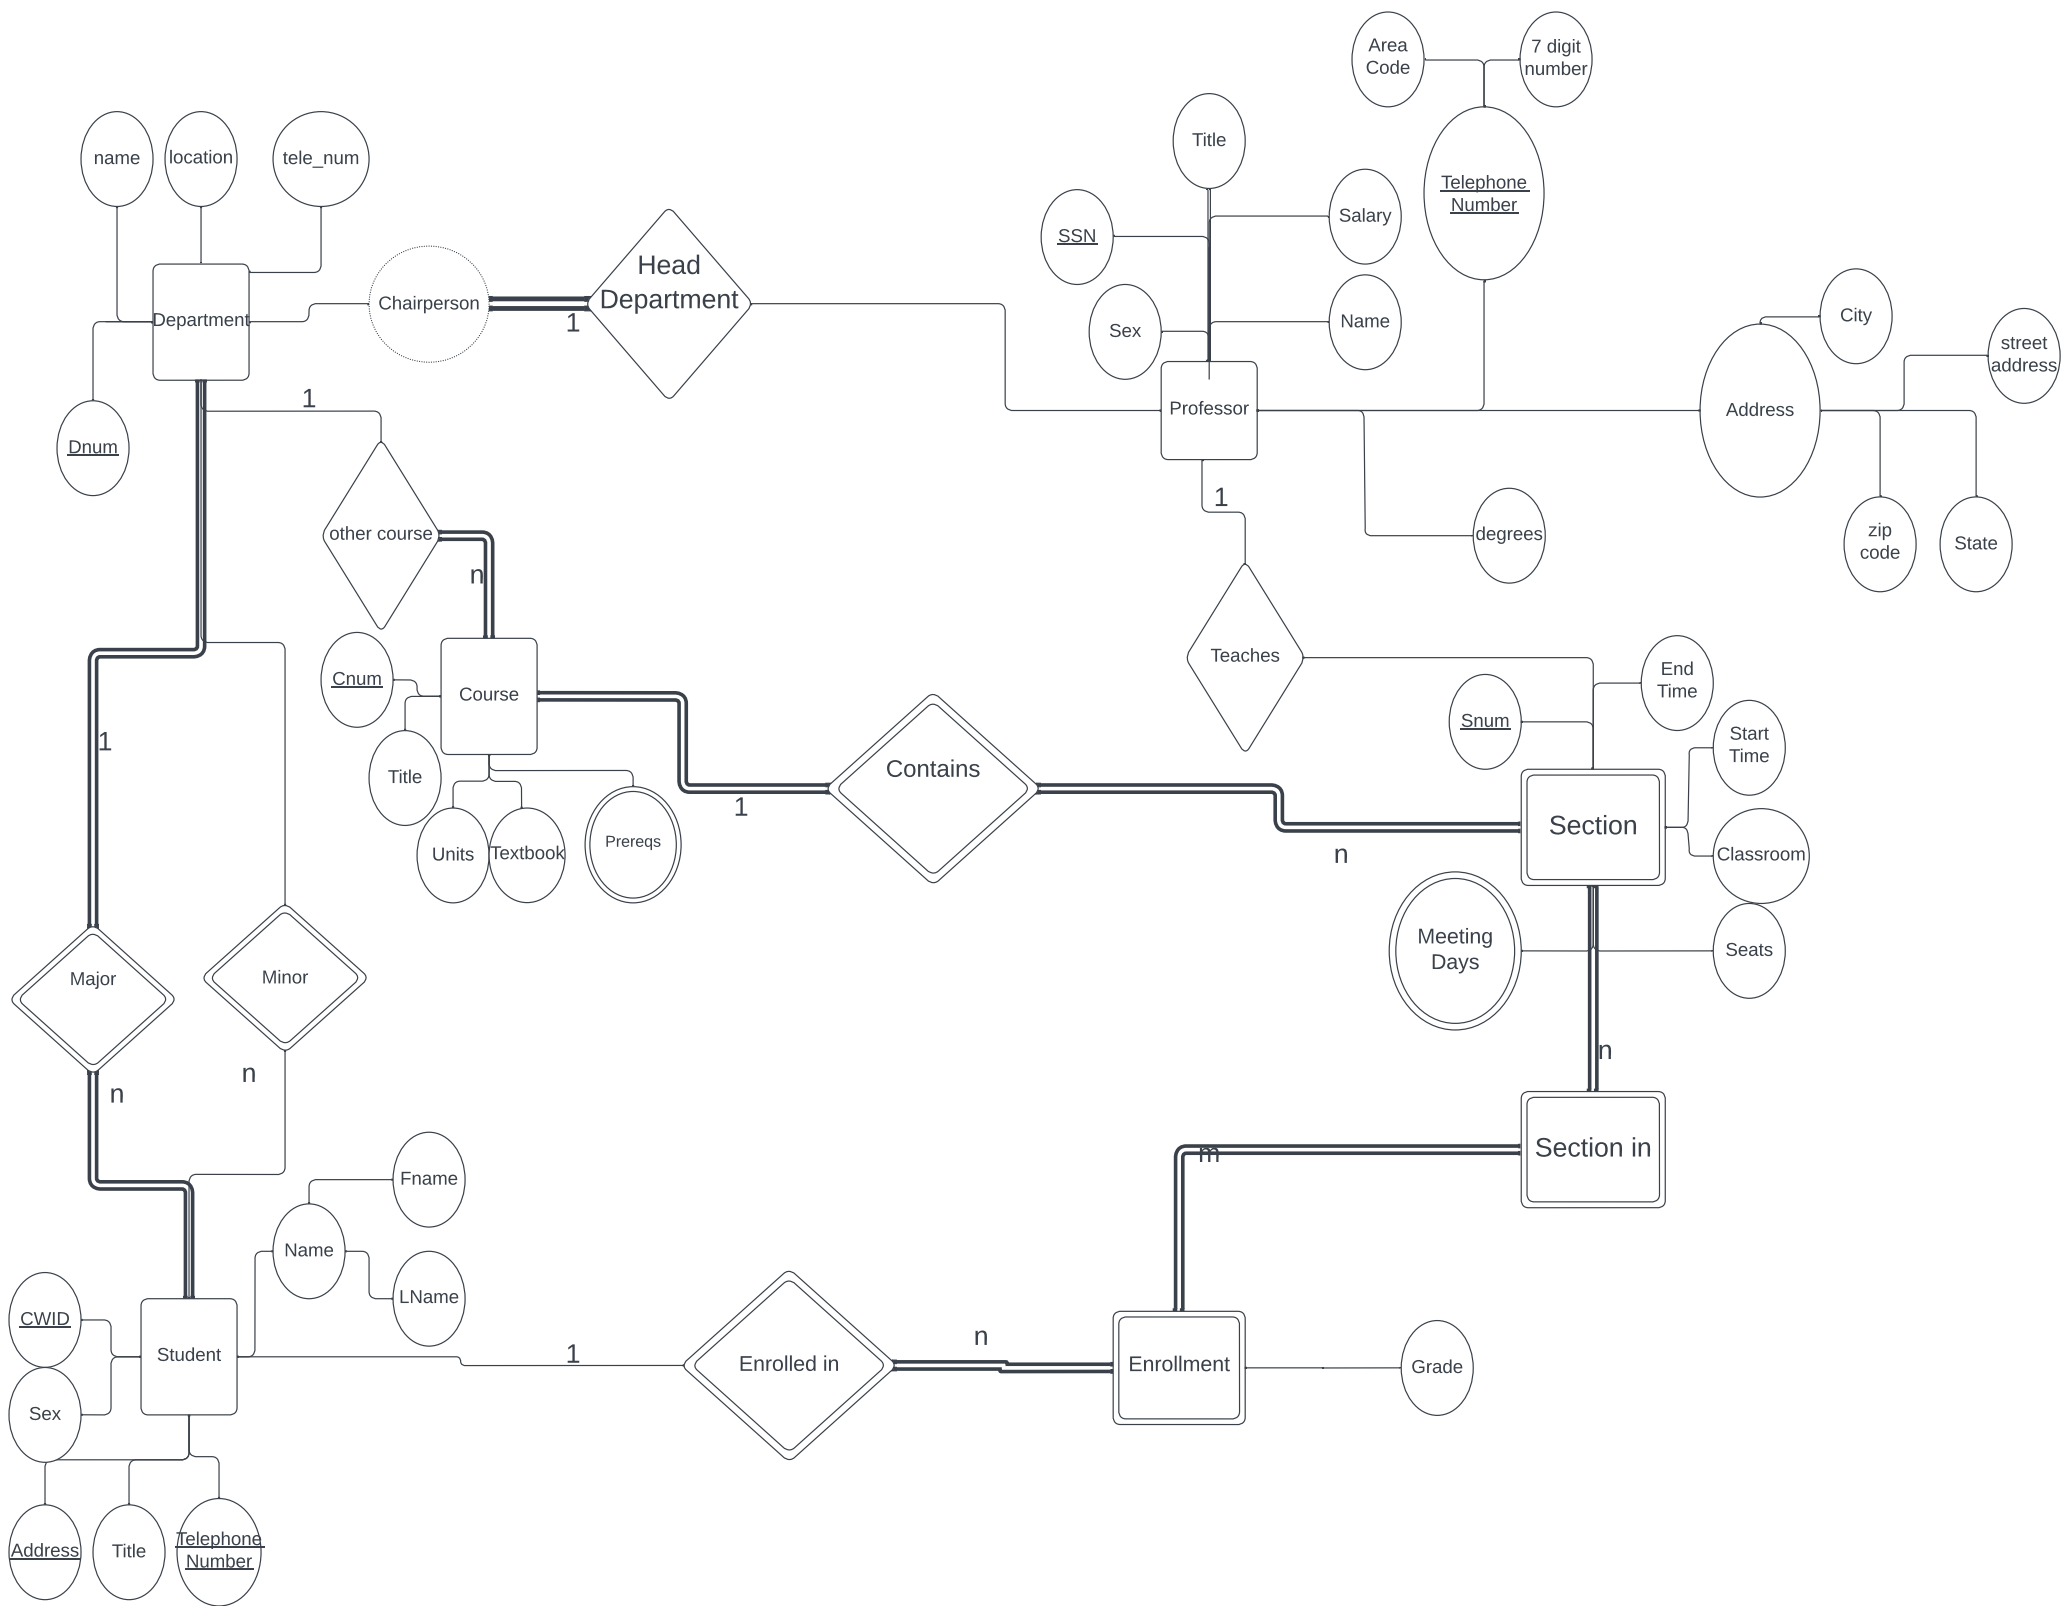 Area
Code
7 digit
number
Title
name
location
tele_num
Telephone
Number
Salary
SSN
Head
Department
Chairperson
1
Department
Sex
Name
City
street
address
Address
Professor
1
Dnum
1
zip
code
State
degrees
other course
n
Teaches
End
Time
Cnum
Course
Snum
Start
Time
1
Title
Contains
1
Section
n
Units
Textbook
Prereqs
Classroom
Meeting
Days
Seats
Major
Minor
n
n
n
Section in
m
Fname
Name
LName
CWID
Student
1
n
Enrolled in
Enrollment
Grade
Sex
Address
Title
Telephone
Number